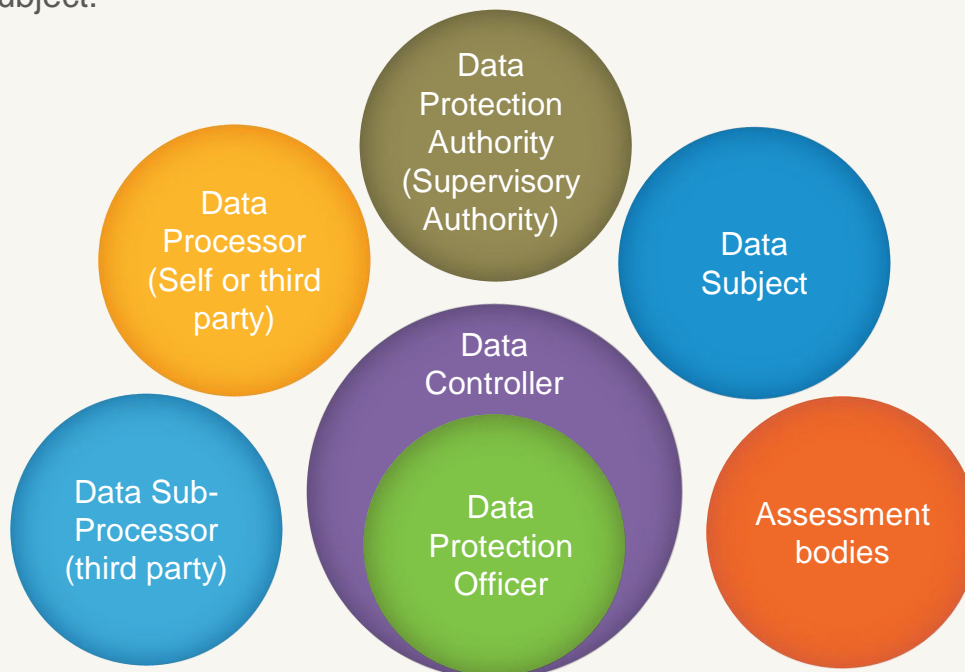 Data
Protection
Authority
(Supervisory
Authority)
Data
Processor
(Self or third
party)
Data
Subject
Data
Controller
Data Sub-
Processor
(third party)
Data
Protection
Officer
Assessment
bodies